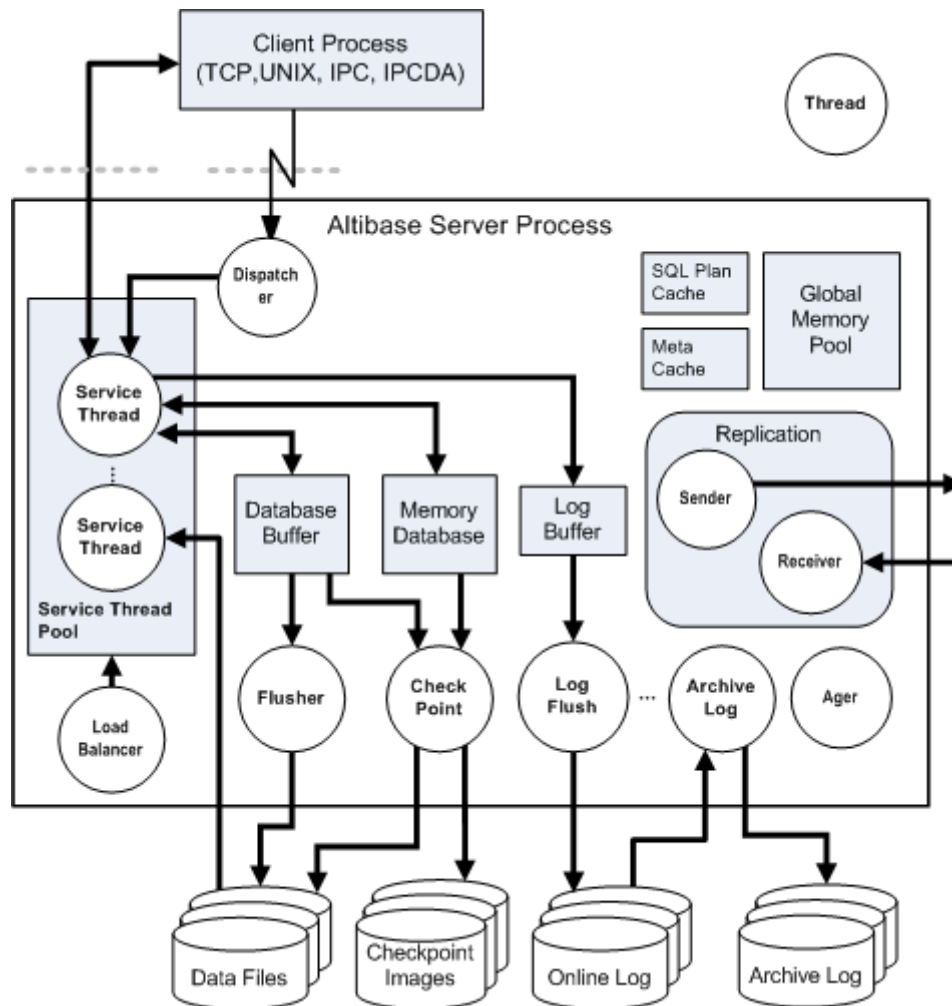 Client Process
(TCP,UNIX, IPC, IPCDA)
Thread
Altibase Server Process
Dispatch
er
SQL Plan
Cache
Global
Memory
Pool
Meta
Cache
Service
Thread
Replication
Sender
Database
Buffer
Memory
Database
Log
Buffer
Service
Thread
Receiver
Service Thread
Pool
Flusher
Check
Point
Log
Flush
...
Archive
Log
Ager
Load
Balancer
Data Files
Checkpoint
Images
Online Log
Archive Log